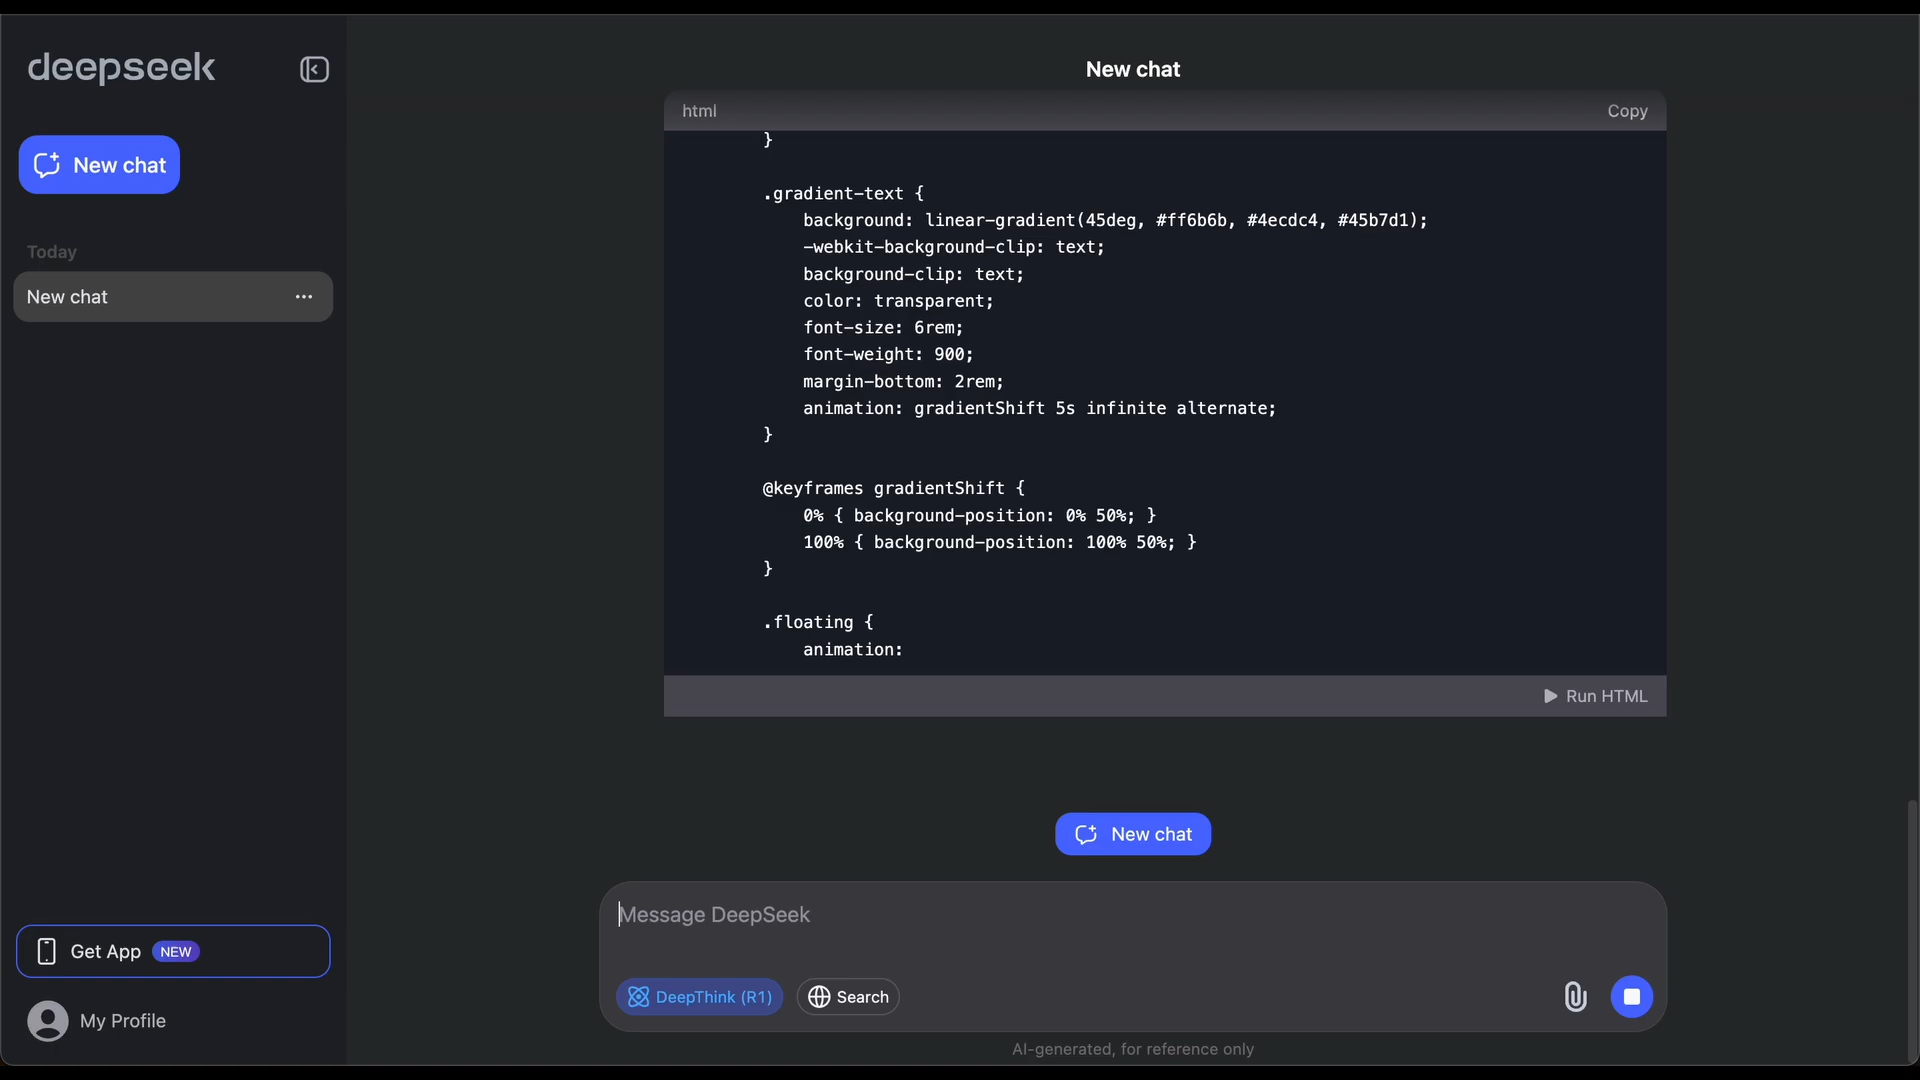 deepseek
New chat
Today
New chat
Get App NEW
My Profile
New chat
html
Copy
}
.gradient-text {
background: linear-gradient(45deg, #ff6b6b, #4ecdc4, #45b7d1);
-webkit-background-clip: text;
background-clip: text;
color: transparent;
font-size: 6rem;
font-weight: 900;
margin-bottom: 2rem;
animation: gradientShift 5s infinite alternate;
}
@keyframes gradientShift {
0% { background-position: 0% 50%; }
100% { background-position: 100% 50%; }
}
.floating {
animation:
Run HTML
New chat
Message DeepSeek
DeepThink (R1)
Search
AI-generated, for reference only